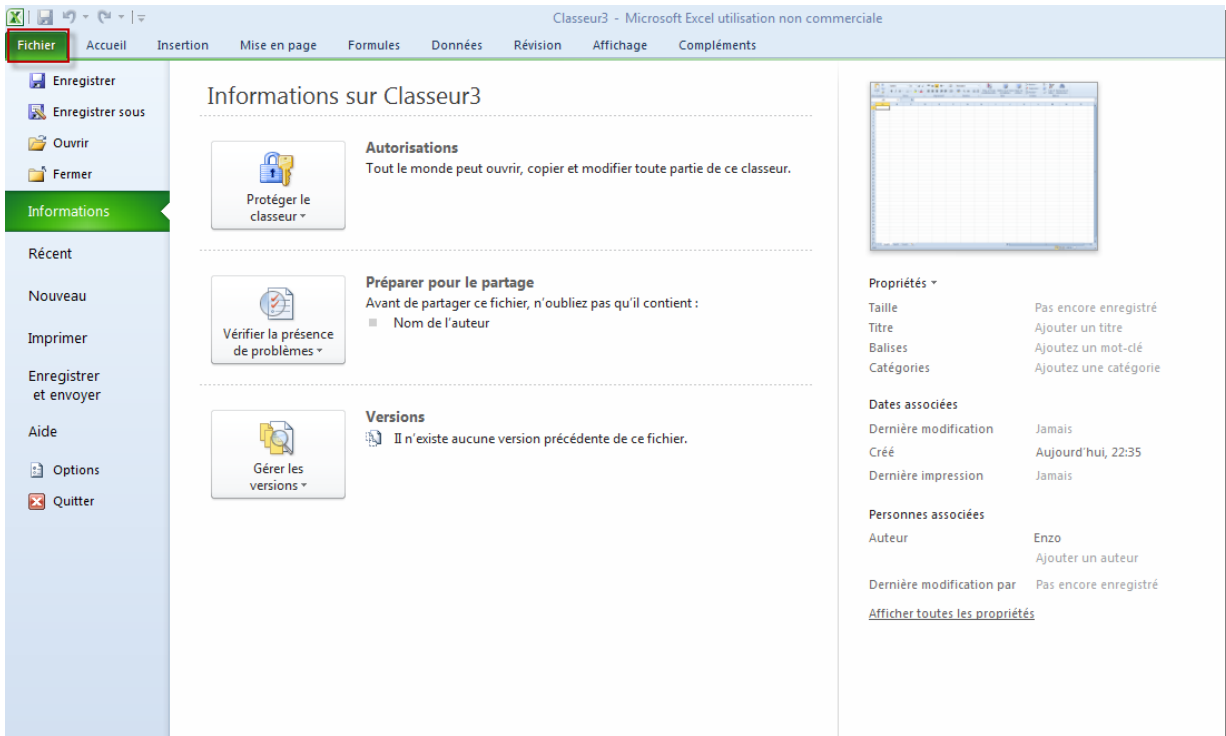 Classeur3 - Microsoft Excel utilisation non commerciale
Fichier Accueil Insertion Mise en page Formules Données Révision Affichage Compléments
Enregistrer
Enregistrer sous
Ouvrir
Fermer
Informations
Récent
Nouveau
Imprimer
Enregistrer
et envoyer
Aide
Options
Quitter
Informations sur Classeur3
Protéger le
classeur
Autorisations
Tout le monde peut ouvrir, copier et modifier toute partie de ce classeur.
Vérifier la présence
de problèmes
Préparer pour le partage
Avant de partager ce fichier, n'oubliez pas qu'il contient :
Nom de l'auteur
Gérer les
versions
Versions
Il n'existe aucune version précédente de ce fichier.
Propriétés
Taille Pas encore enregistré
Titre Ajouter un titre
Balises Ajoutez un mot-clé
Catégories Ajoutez une catégorie
Dates associées
Dernière modification Jamais
Créé Aujourd'hui, 22:35
Dernière impression Jamais
Personnes associées
Auteur Enzo
Ajouter un auteur
Dernière modification par Pas encore enregistré
Afficher toutes les propriétés